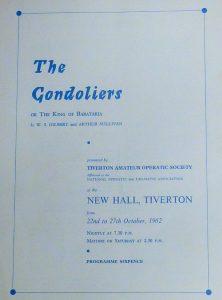 The
Gondoliers
OR THE KING OF BARATARIA
by W. S. GILBERT and ARTHUR SULLIVAN
presented by
TIVERTON AMATEUR OPERATIC SOCIETY
Affiliated to the
NATIONAL OPERATIC and DRAMATIC ASSOCIATION
at the
NEW HALL, TIVERTON
from
22nd to 27th October, 1962
NIGHTLY AT 7.30 P.M.
MATINEE ON SATURDAY AT 2.30 P.M.
PROGRAMME SIXPENCE